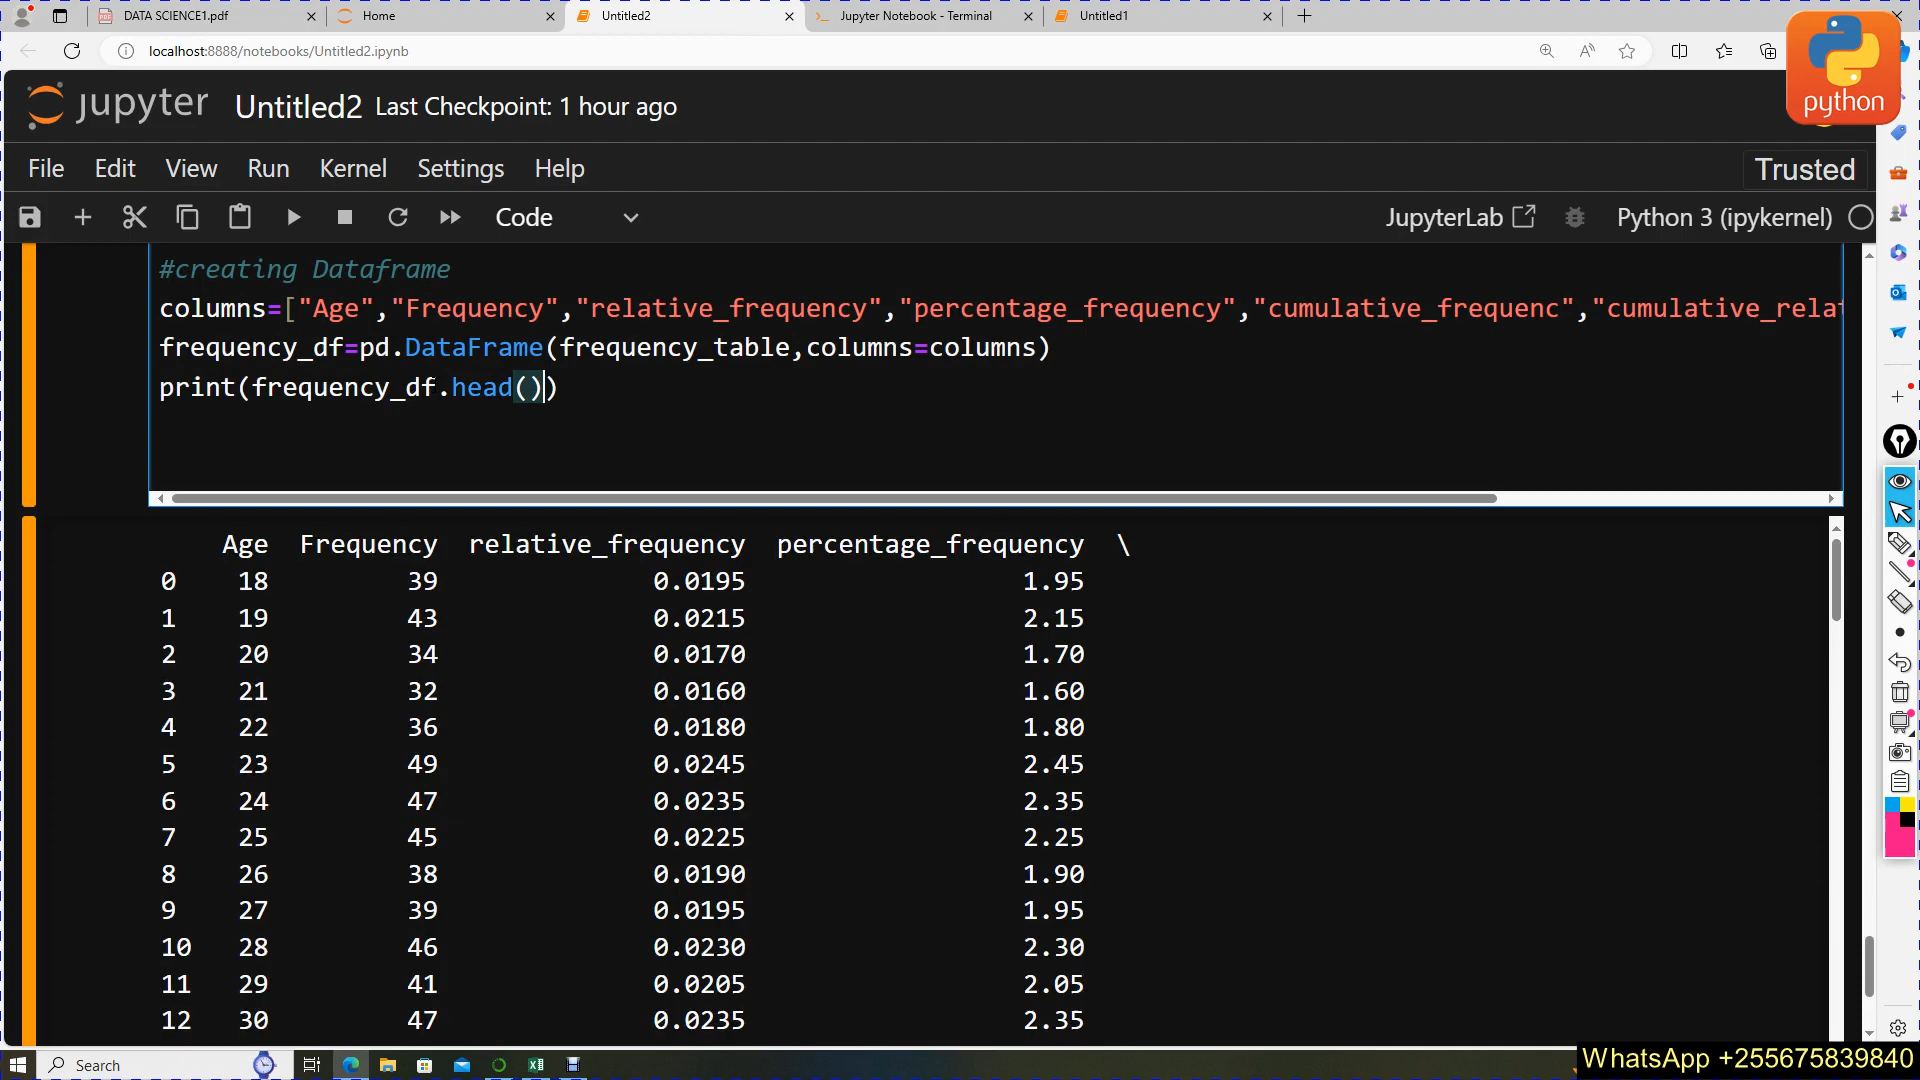 DATA SCIENCE1.pdf
Home
Untitled2
Jupyter Notebook - Terminal
Untitled1
localhost:8888/notebooks/Untitled2.ipynb
python
jupyter Untitled2 Last Checkpoint: 1 hour ago
File Edit View Run Kernel Settings Help
Trusted
Code
JupyterLab
Python 3 (ipykernel)
#creating Dataframe
columns=["Age","Frequency","relative_frequency","percentage_frequency","cumulative_frequenc","cumulative_relat
frequency_df=pd.DataFrame(frequency_table,columns=columns)
print(frequency_df.head())
Age Frequency relative_frequency percentage_frequency \
0 18 39 0.0195 1.95
1 19 43 0.0215 2.15
2 20 34 0.0170 1.70
3 21 32 0.0160 1.60
4 22 36 0.0180 1.80
5 23 49 0.0245 2.45
6 24 47 0.0235 2.35
7 25 45 0.0225 2.25
8 26 38 0.0190 1.90
9 27 39 0.0195 1.95
10 28 46 0.0230 2.30
11 29 41 0.0205 2.05
12 30 47 0.0235 2.35
Search
WhatsApp +255675839840